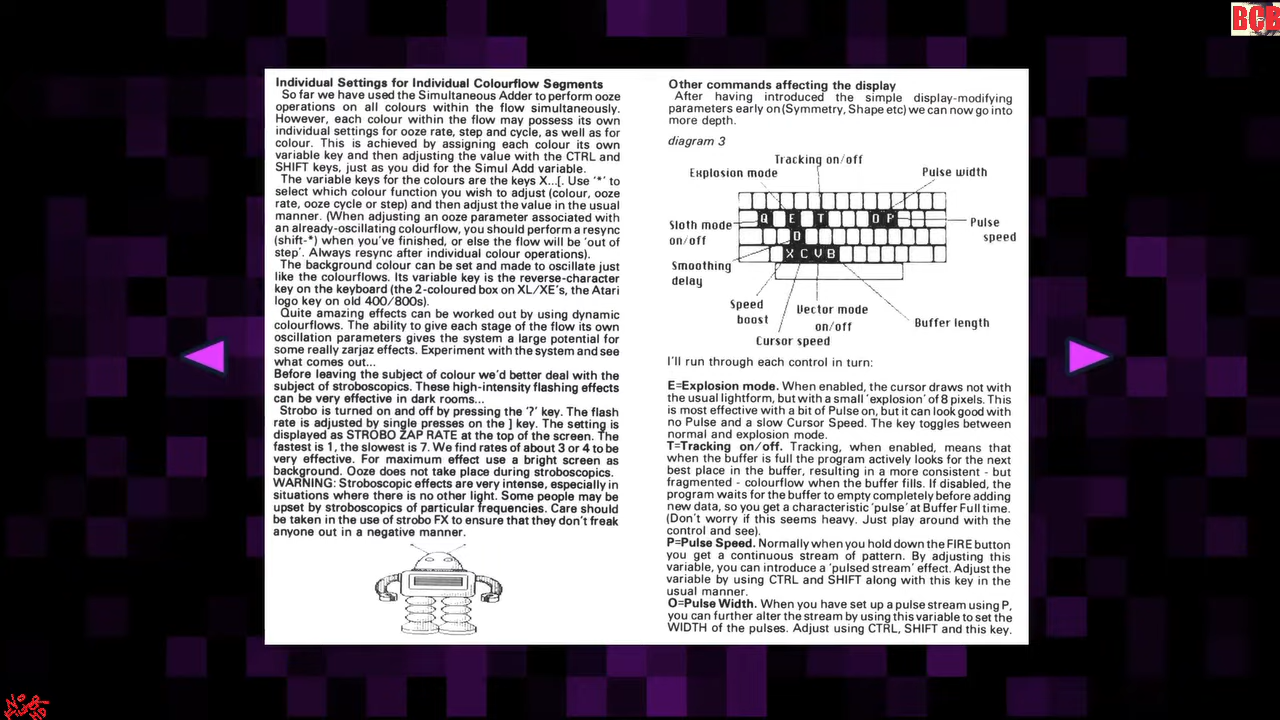 BCB
Individual Settings for Individual Colourflow Segments
So far we have used the Simultaneous Adder to perform ooze
operations on all colours within the flow simultaneously.
However, each colour within the flow may possess its own
individual settings for ooze rate, step and cycle, as well as for
colour. This is achieved by assigning each colour its own
variable key and then adjusting the value with the CTRL and
SHIFT keys, just as you did for the Simul Add variable.
The variable keys for the colours are the keys X...[. Use '*' to
select which colour function you wish to adjust (colour, ooze
rate, ooze cycle or step) and then adjust the value in the usual
manner. (When adjusting an ooze parameter associated with
an already-oscillating colourflow, you should perform a resync
(shift-*) when you've finished, or else the flow will be 'out of
step'. Always resync after individual colour operations).
The background colour can be set and made to oscillate just
like the colourflows. Its variable key is the reverse-character
key on the keyboard (the 2-coloured box on XL/XE's, the Atari
logo key on old 400/800s).
Quite amazing effects can be worked out by using dynamic
colourflows. The ability to give each stage of the flow its own
oscillation parameters gives the system a large potential for
some really zarjaz effects. Experiment with the system and see
what comes out...
Before leaving the subject of colour we'd better deal with the
subject of stroboscopics. These high-intensity flashing effects
can be very effective in dark rooms...
Strobo is turned on and off by pressing the '?' key. The flash
rate is adjusted by single presses on the ] key. The setting is
displayed as STROBO ZAP RATE at the top of the screen. The
fastest is 1, the slowest is 7. We find rates of about 3 or 4 to be
very effective. For maximum effect use a bright screen as
background. Ooze does not take place during stroboscopics.
WARNING: Stroboscopic effects are very intense, especially in
situations where there is no other light. Some people may be
upset by stroboscopics of particular frequencies. Care should
be taken in the use of strobo FX to ensure that they don't freak
anyone out in a negative manner.
Other commands affecting the display
After having introduced the simple display-modifying
parameters early on (Symmetry, Shape etc) we can now go into
more depth.
diagram 3
Tracking on/off
Explosion mode
Pulse width
Q E T O P
Sloth mode
on/off
Pulse
speed
D
X C V B
Smoothing
delay
Speed
boost
Vector mode
on/off
Buffer length
Cursor speed
I'll run through each control in turn:
E=Explosion mode. When enabled, the cursor draws not with
the usual lightform, but with a small 'explosion' of 8 pixels. This
is most effective with a bit of Pulse on, but it can look good with
no Pulse and a slow Cursor Speed. The key toggles between
normal and explosion mode.
T=Tracking on/off. Tracking, when enabled, means that
when the buffer is full the program actively looks for the next
best place in the buffer, resulting in a more consistent - but
fragmented - colourflow when the buffer fills. If disabled, the
program waits for the buffer to empty completely before adding
new data, so you get a characteristic 'pulse' at Buffer Full time.
(Don't worry if this seems heavy. Just play around with the
control and see).
P=Pulse Speed. Normally when you hold down the FIRE button
you get a continuous stream of pattern. By adjusting this
variable, you can introduce a 'pulsed stream' effect. Adjust the
variable by using CTRL and SHIFT along with this key in the
usual manner.
O=Pulse Width. When you have set up a pulse stream using P,
you can further alter the stream by using this variable to set the
WIDTH of the pulses. Adjust using CTRL, SHIFT and this key.